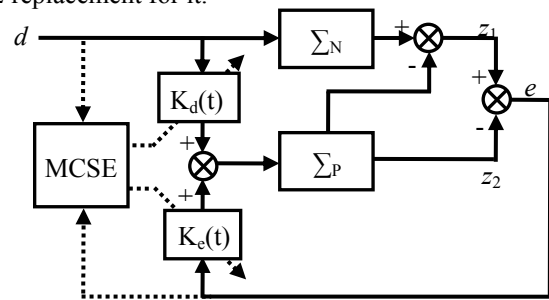 replacement for it.
d
∑N
+
z1
-
+
e
Kd(t)
-
+
MCSE
∑P
z2
+
Ke(t)